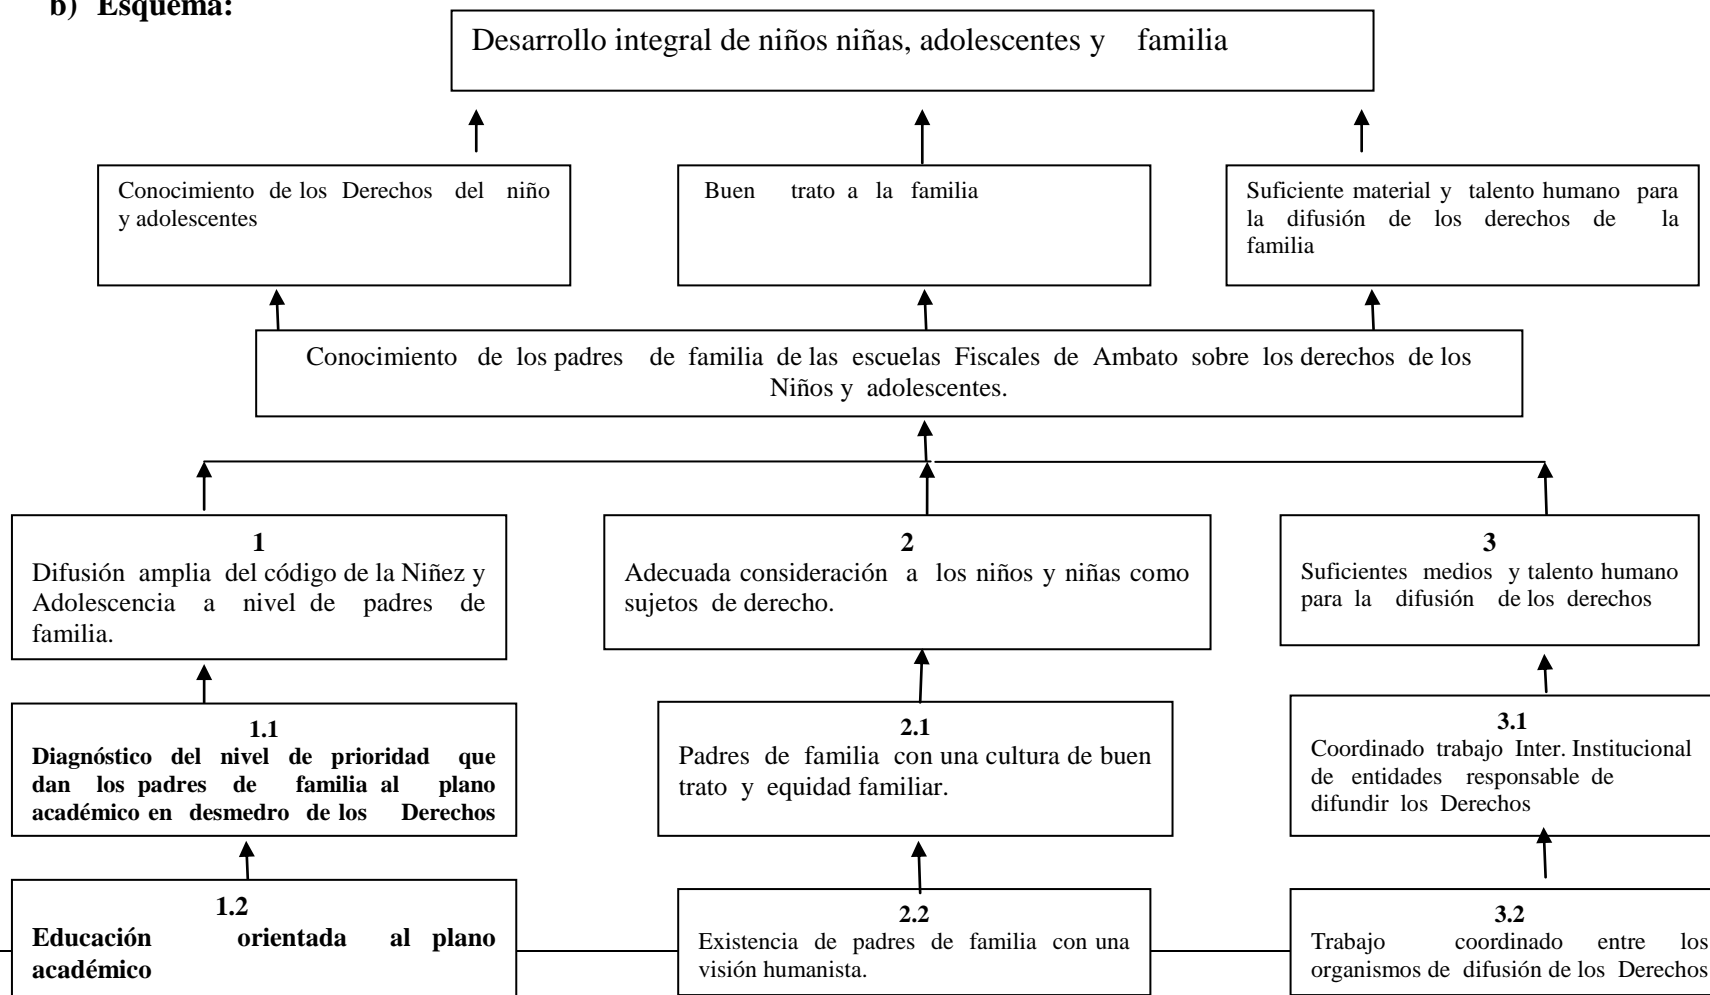 b) Esquema:
Desarrollo integral de niños niñas, adolescentes y familia
Conocimiento de los Derechos del niño
y adolescentes
Buen trato a la familia
Suficiente material y talento humano para
la difusión de los derechos de la
familia
Conocimiento de los padres de familia de las escuelas Fiscales de Ambato sobre los derechos de los
Niños y adolescentes.
1
Difusión amplia del código de la Niñez y
Adolescencia a nivel de padres de
familia.
2
Adecuada consideración a los niños y niñas como
sujetos de derecho.
3
Suficientes medios y talento humano
para la difusión de los derechos
1.1
Diagnóstico del nivel de prioridad que
dan los padres de familia al plano
académico en desmedro de los Derechos
2.1
Padres de familia con una cultura de buen
trato y equidad familiar.
3.1
Coordinado trabajo Inter. Institucional
de entidades responsable de
difundir los Derechos
1.2
Educación orientada al plano
académico
2.2
Existencia de padres de familia con una
visión humanista.
3.2
Trabajo coordinado entre los
organismos de difusión de los Derechos